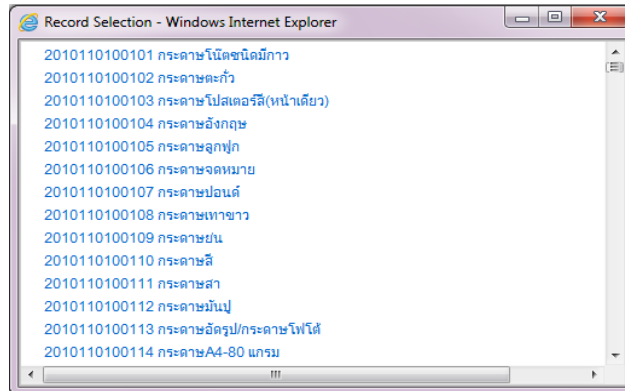 Record Selection - Windows Internet Explorer
2010110100101 กระดาษโน๊ตชนิดมีกาว
2010110100102 กระดาษตะกั่ว
2010110100103 กระดาษโปสเตอร์สี(หน้าเดียว)
2010110100104 กระดาษอังกฤษ
2010110100105 กระดาษลูกฟูก
2010110100106 กระดาษจดหมาย
2010110100107 กระดาษปอนด์
2010110100108 กระดาษเทาขาว
2010110100109 กระดาษย่น
2010110100110 กระดาษสี
2010110100111 กระดาษสา
2010110100112 กระดาษมันปู
2010110100113 กระดาษอัดรูป/กระดาษโฟโต้
2010110100114 กระดาษA4-80 แกรม